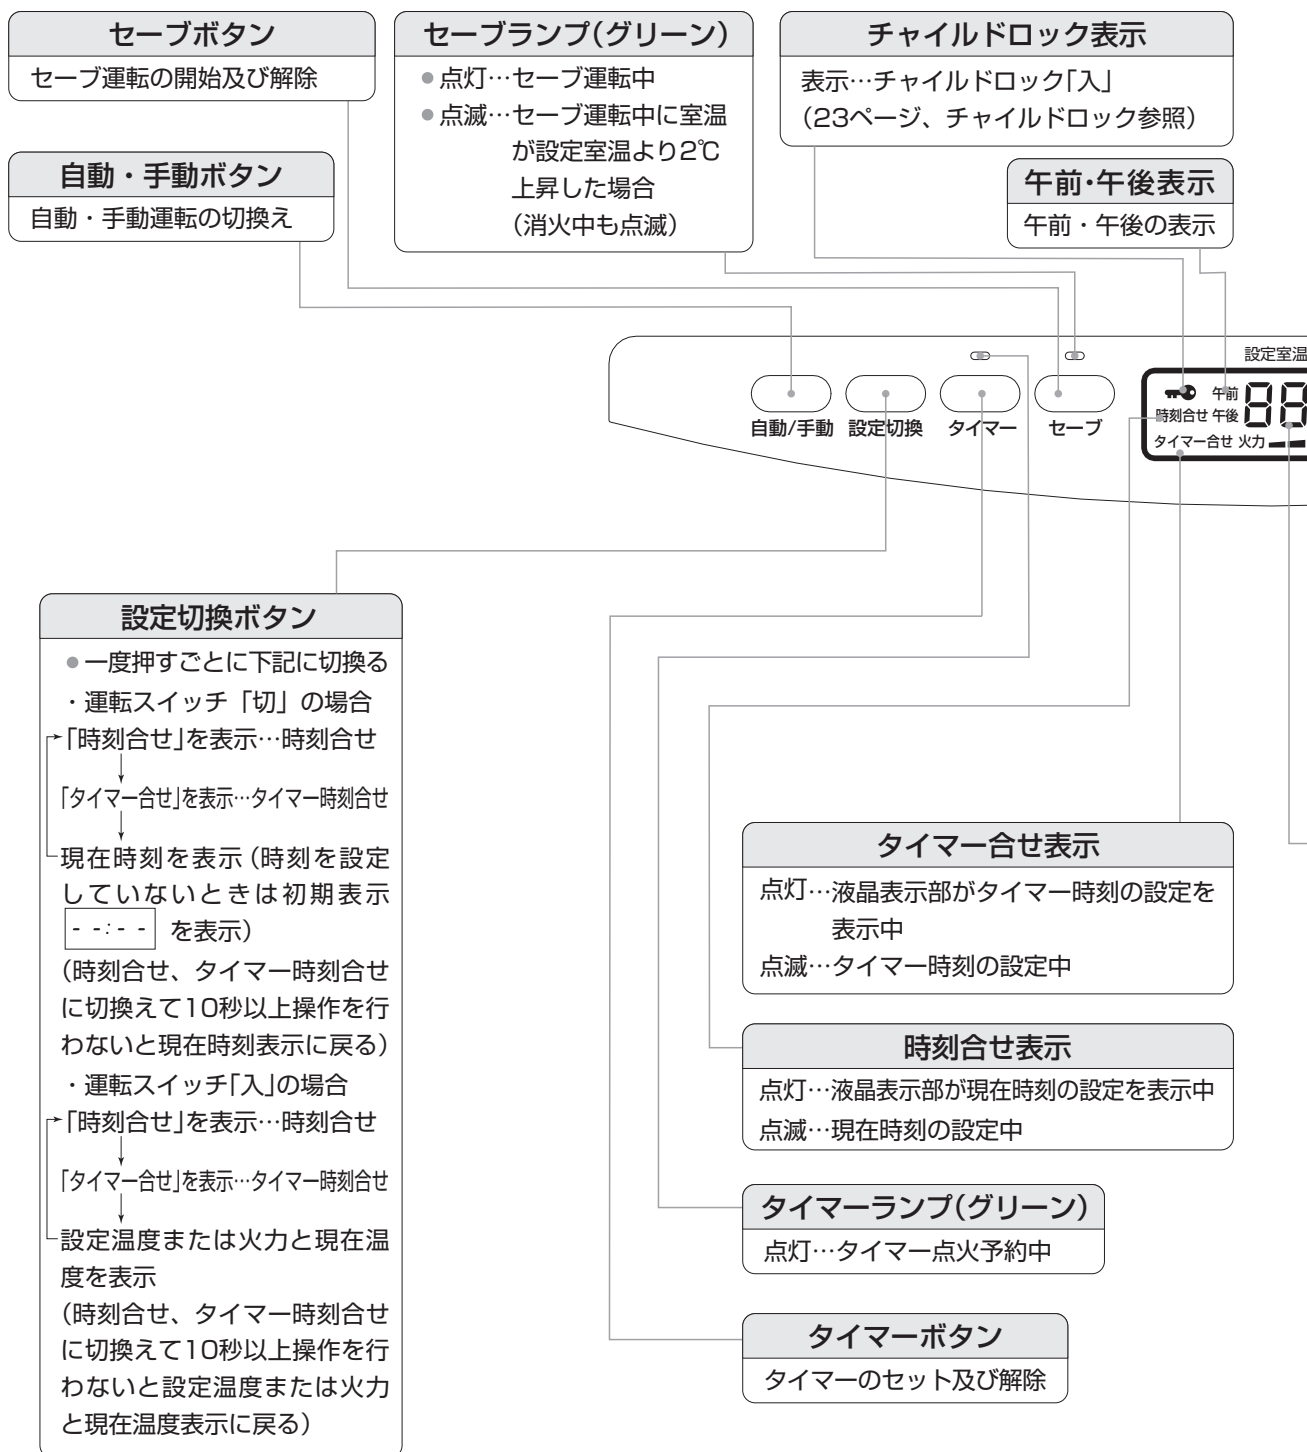 セーブボタン
セーブ運転の開始及び解除
自動・手動ボタン
自動・手動運転の切換え
セーブランプ(グリーン)
●点灯…セーブ運転中
●点滅…セーブ運転中に室温
が設定室温より2℃
上昇した場合
(消火中も点滅)
チャイルドロック表示
表示…チャイルドロック「入」
(23ページ、チャイルドロック参照)
午前・午後表示
午前・午後の表示
設定室温
自動/手動 設定切換 タイマー セーブ
午前
時刻合せ 午後 88
タイマー合せ 火力
設定切換ボタン
●一度押すごとに下記に切換る
・運転スイッチ「切」の場合
「時刻合せ」を表示…時刻合せ
「タイマー合せ」を表示…タイマー時刻合せ
現在時刻を表示(時刻を設定
していないときは初期表示
- -:- - を表示)
(時刻合せ、タイマー時刻合せ
に切換えて10秒以上操作を行
わないと現在時刻表示に戻る)
・運転スイッチ「入」の場合
「時刻合せ」を表示…時刻合せ
「タイマー合せ」を表示…タイマー時刻合せ
設定温度または火力と現在温
度を表示
(時刻合せ、タイマー時刻合せ
に切換えて10秒以上操作を行
わないと設定温度または火力
と現在温度表示に戻る)
タイマー合せ表示
点灯…液晶表示部がタイマー時刻の設定を
表示中
点滅…タイマー時刻の設定中
時刻合せ表示
点灯…液晶表示部が現在時刻の設定を表示中
点滅…現在時刻の設定中
タイマーランプ(グリーン)
点灯…タイマー点火予約中
タイマーボタン
タイマーのセット及び解除